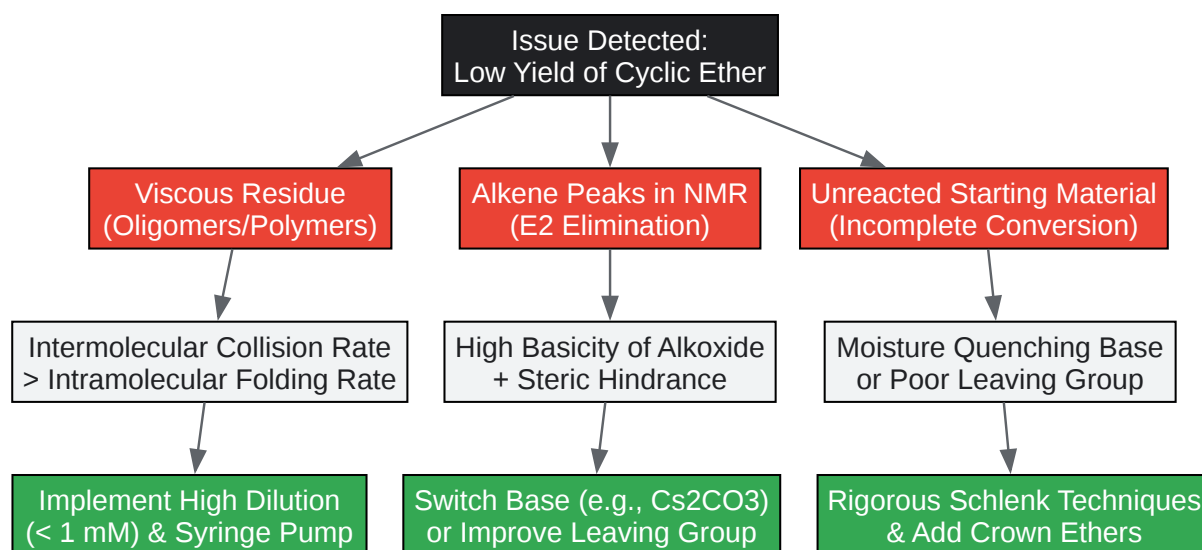 Issue Detected:
Low Yield of Cyclic Ether
Viscous Residue
(Oligomers/Polymers)
Alkene Peaks in NMR
(E2 Elimination)
Unreacted Starting Material
(Incomplete Conversion)
Intermolecular Collision Rate
> Intramolecular Folding Rate
High Basicity of Alkoxide
+ Steric Hindrance
Moisture Quenching Base
or Poor Leaving Group
Implement High Dilution
(< 1 mM) & Syringe Pump
Switch Base (e.g., Cs2CO3)
or Improve Leaving Group
Rigorous Schlenk Techniques
& Add Crown Ethers